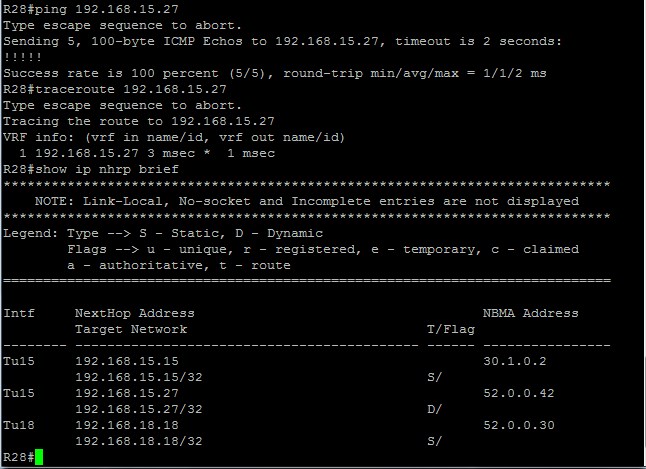 R28#ping 192.168.15.27
Type escape sequence to abort.
Sending 5, 100-byte ICMP Echos to 192.168.15.27, timeout is 2 seconds:
!!!!!
Success rate is 100 percent (5/5), round-trip min/avg/max = 1/1/2 ms
R28#traceroute 192.168.15.27
Type escape sequence to abort.
Tracing the route to 192.168.15.27
VRF info: (vrf in name/id, vrf out name/id)
  1 192.168.15.27 3 msec *  1 msec
R28#show ip nhrp brief
****************************************************************************
    NOTE: Link-Local, No-socket and Incomplete entries are not displayed
****************************************************************************
Legend: Type --> S - Static, D - Dynamic
        Flags --> u - unique, r - registered, e - temporary, c - claimed
        a - authoritative, t - route
============================================================================
Intf     NextHop Address                                    NBMA Address
         Target Network                              T/Flag
-------- ------------------------------------------- ------ ----------------
Tu15     192.168.15.15                                      30.1.0.2
         192.168.15.15/32                            S/
Tu15     192.168.15.27                                      52.0.0.42
         192.168.15.27/32                            D/
Tu18     192.168.18.18                                      52.0.0.30
         192.168.18.18/32                            S/
R28#